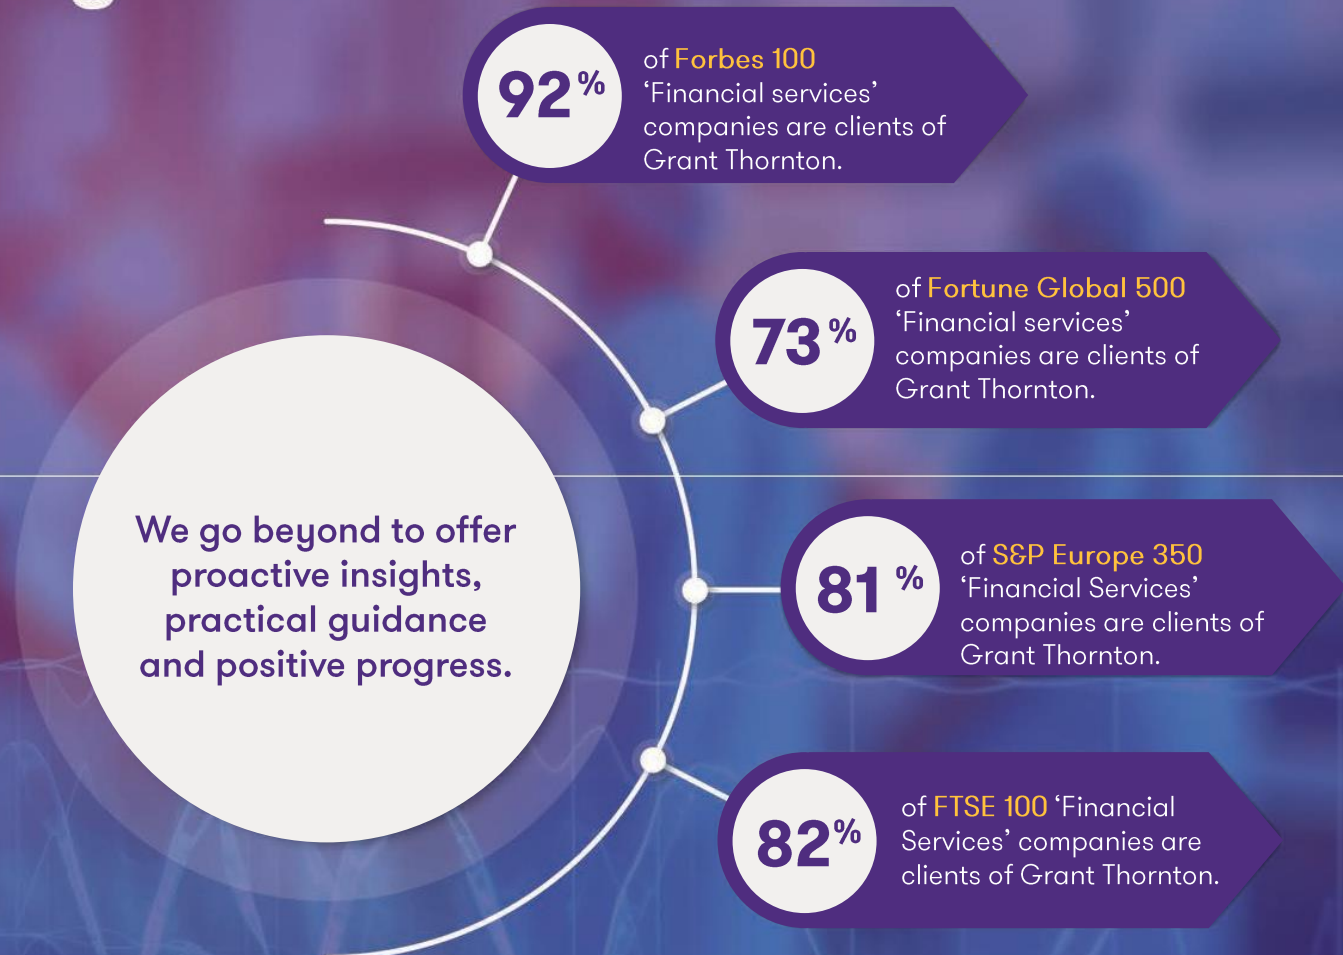 92%
of Forbes 100
‘Financial services’
companies are clients of
Grant Thornton.
73%
of Fortune Global 500
‘Financial services’
companies are clients of
Grant Thornton.
We go beyond to offer
proactive insights,
practical guidance
and positive progress.
81%
of S&P Europe 350
‘Financial Services’
companies are clients of
Grant Thornton.
82%
of FTSE 100 ‘Financial
Services’ companies are
clients of Grant Thornton.